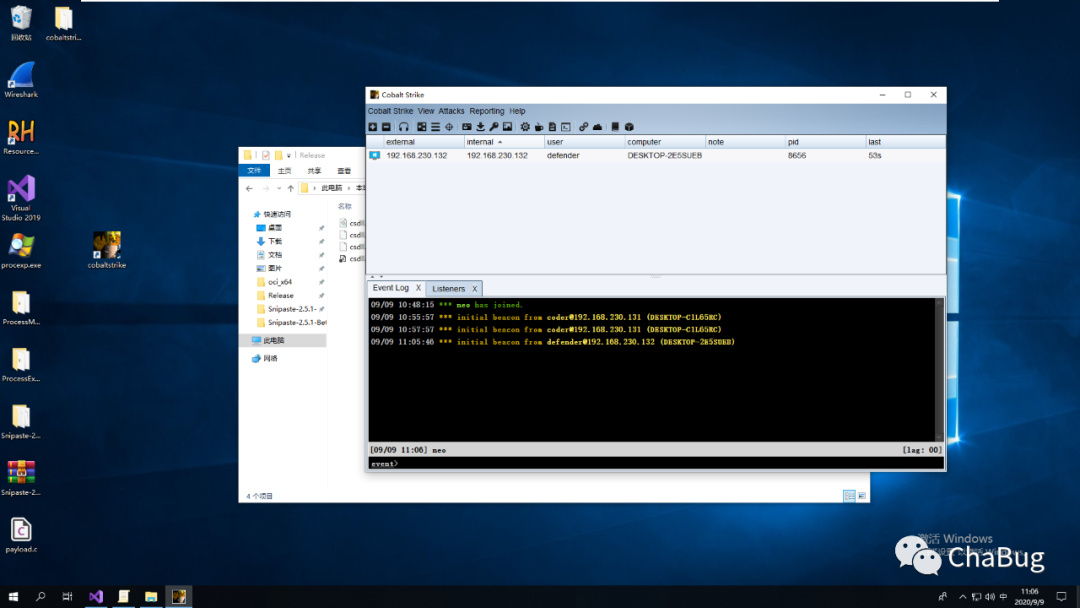 回收站
cobaltstri...
Wireshark
Resource...
Visual
Studio 2019
procexp.exe
cobaltstrike
ProcessM...
ProcessEx...
Snipaste-2...
Snipaste-2...
payload.c
Release
文件
主页
共享
查看
此电脑
名称
快速访问
桌面
下载
文档
图片
oci_x64
Release
Snipaste-2.5.1-
Snipaste-2.5.1-Bet
此电脑
网络
csdll
csdll
csdll
csdll
4 个项目
Cobalt Strike
Cobalt Strike View Attacks Reporting Help
external internal user computer note pid last
192.168.230.132 192.168.230.132 defender DESKTOP-2E5SUEB 8656 53s
Event Log X Listeners X
09/09 10:48:15 *** neo has joined.
09/09 10:55:57 *** initial beacon from coder@192.168.230.131 (DESKTOP-C1L65RC)
09/09 10:57:57 *** initial beacon from coder@192.168.230.131 (DESKTOP-C1L65RC)
09/09 11:05:46 *** initial beacon from defender@192.168.230.132 (DESKTOP-2E5SUEB)
[09/09 11:06] neo [lag: 00]
event>
激活 Windows
ChaBug
中
11:06
2020/9/9